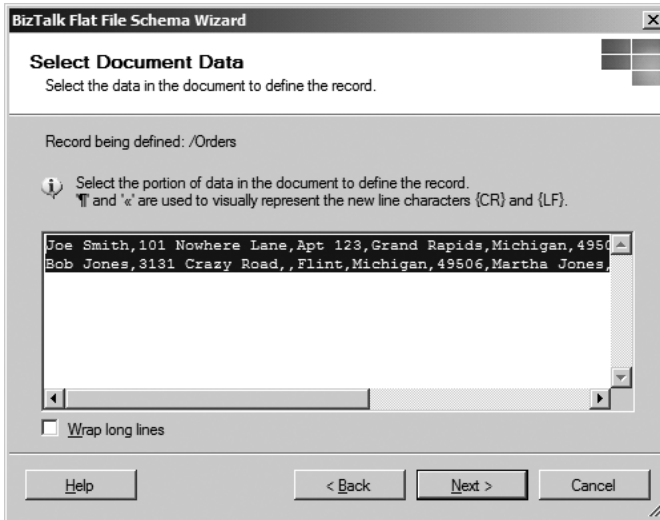 BizTalk Flat File Schema Wizard
Select Document Data
Select the data in the document to define the record.
Record being defined: /Orders
Select the portion of data in the document to define the record.
'¶' and '«' are used to visually represent the new line characters {CR} and {LF}.
Joe Smith,101 Nowhere Lane,Apt 123,Grand Rapids,Michigan,4950
Bob Jones,3131 Crazy Road,,Flint,Michigan,49506,Martha Jones,
Wrap long lines
Help
< Back
Next >
Cancel